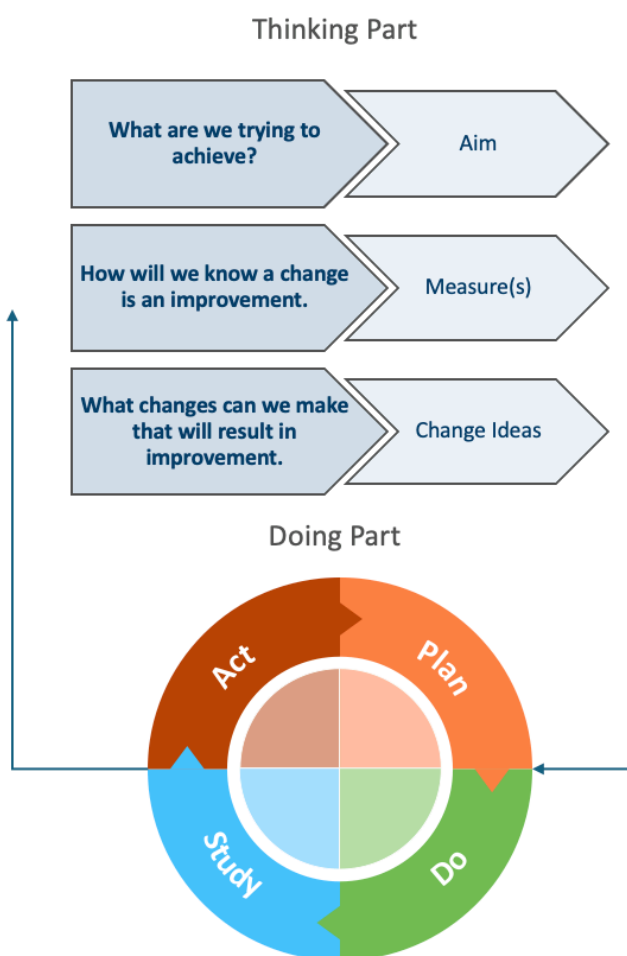 Thinking Part
What are we trying to
achieve?
Aim
How will we know a change
is an improvement.
Measure(s)
What changes can we make
that will result in
improvement.
Change Ideas
Doing Part
Act
Plan
Study
Do